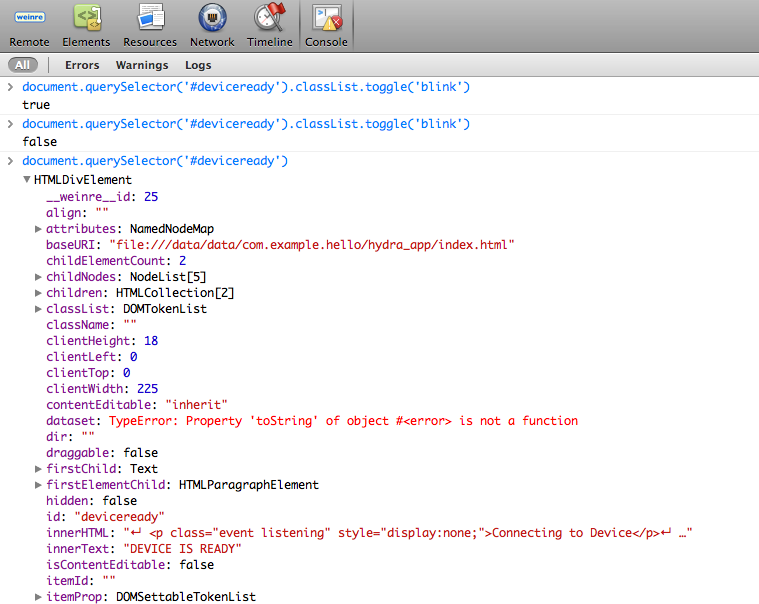 weinre
Remote Elements Resources Network Timeline Console
All Errors Warnings Logs
document.querySelector('#deviceready').classList.toggle('blink')
true
document.querySelector('#deviceready').classList.toggle('blink')
false
document.querySelector('#deviceready')
HTMLDivElement
__weinre__id: 25
align: ""
attributes: NamedNodeMap
baseURI: "file:///data/data/com.example.hello/hydra_app/index.html"
childElementCount: 2
childNodes: NodeList[5]
children: HTMLCollection[2]
classList: DOMTokenList
className: ""
clientHeight: 18
clientLeft: 0
clientTop: 0
clientWidth: 225
contentEditable: "inherit"
dataset: TypeError: Property 'toString' of object #<error> is not a function
dir: ""
draggable: false
firstChild: Text
firstElementChild: HTMLParagraphElement
hidden: false
id: "deviceready"
innerHTML: "↵ <p class="event listening" style="display:none;">Connecting to Device</p>↵ …"
innerText: "DEVICE IS READY"
isContentEditable: false
itemId: ""
itemProp: DOMSettableTokenList